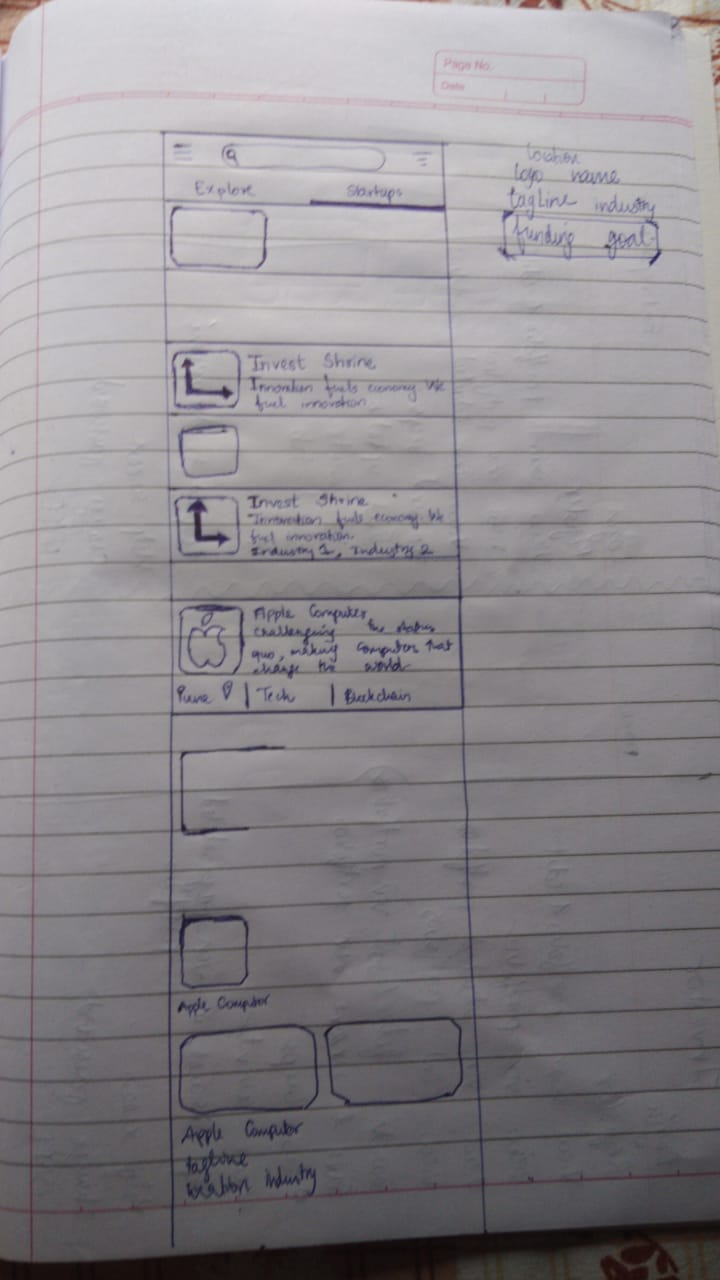 Page No.
Date
Explore
Startups
location
logo name
tagline industry
funding goal
Invest Shrine
Innovation fuels economy We
fuel innovation
Invest Shrine
Innovation fuels economy. We
fuel innovation.
Industry 1, Industry 2
Apple Computer
challenging the status
quo, making computers that
change the world
Pune | Tech | Blockchain
Apple Computer
Apple Computer
tagline
location industry